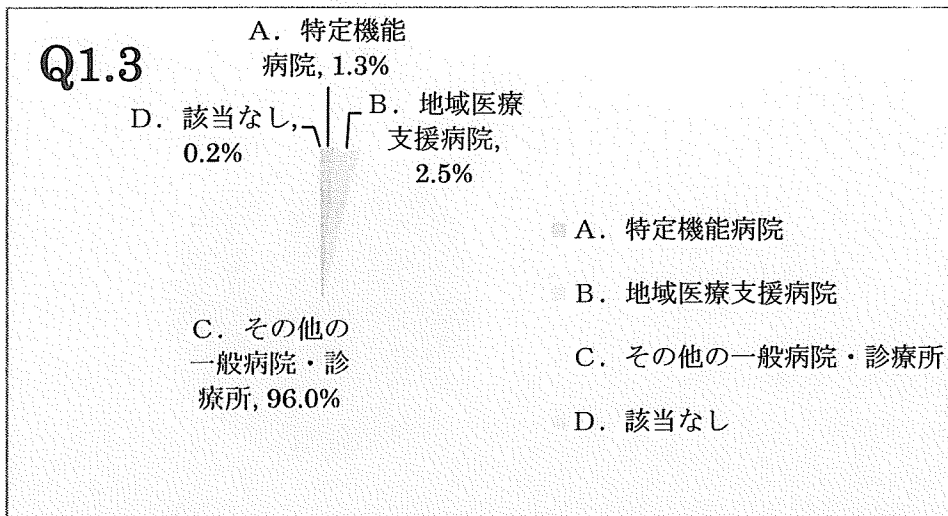 Q1.3
A．特定機能
病院, 1.3%
B．地域医療
支援病院,
2.5%
D．該当なし,
0.2%
C．その他の
一般病院・診
療所, 96.0%
A．特定機能病院
B．地域医療支援病院
C．その他の一般病院・診療所
D．該当なし